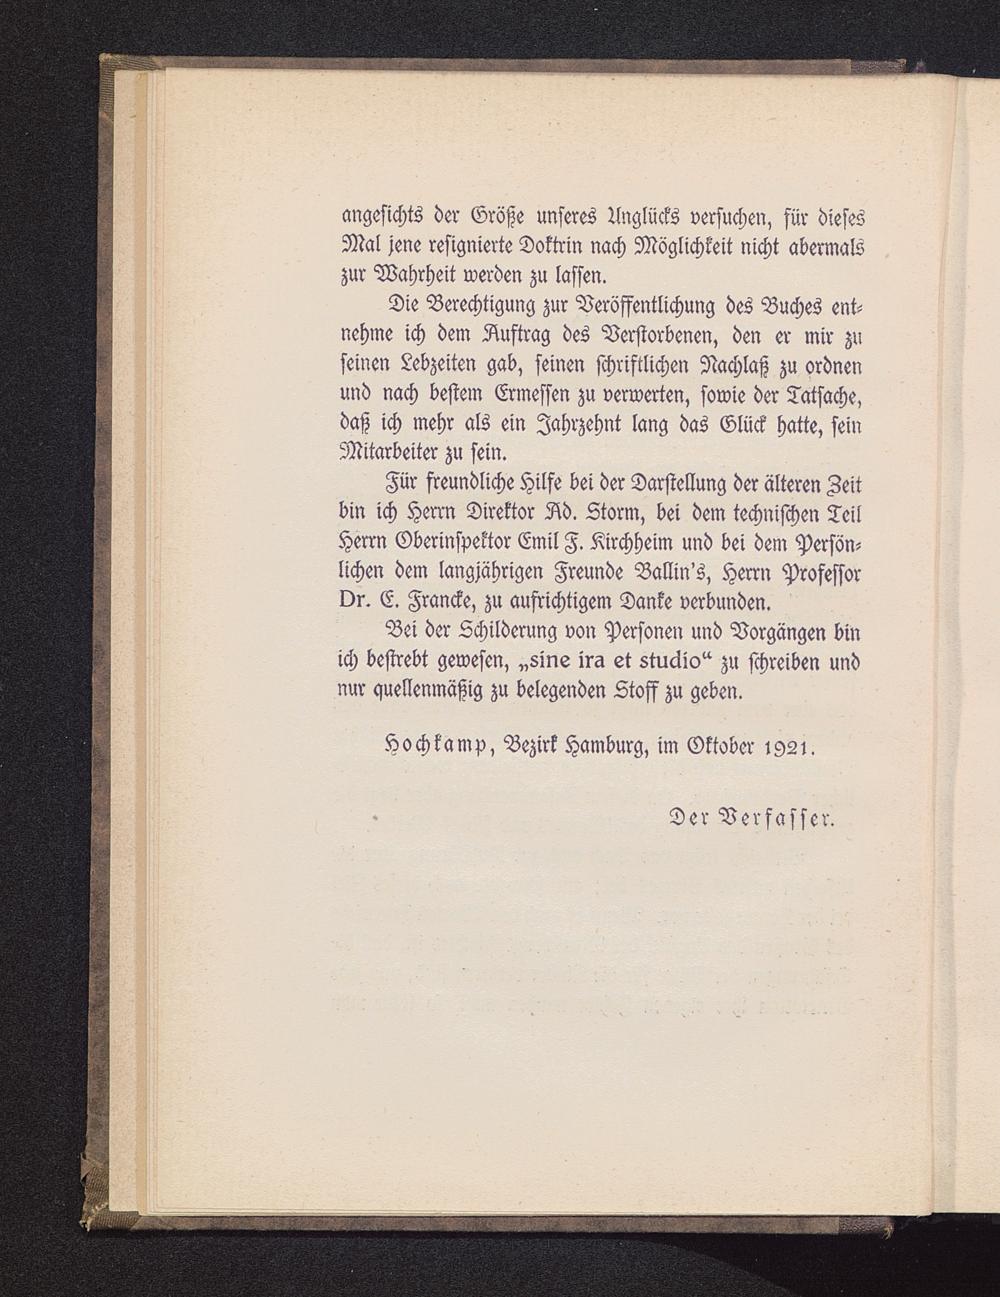 angesichts der Größe unseres Unglücks versuchen, für dieses
Mal jene resignierte Doktrin nach Möglichkeit nicht abermals
zur Wahrheit werden zu lassen.
Die Berechtigung zur Veröffentlichung des Buches ent-
nehme ich dem Auftrag des Verstorbenen, den er mir zu
seinen Lebzeiten gab, seinen schriftlichen Nachlaß zu ordnen
und nach bestem Ermessen zu verwerten, sowie der Tatsache,
daß ich mehr als ein Jahrzehnt lang das Glück hatte, sein
Mitarbeiter zu sein.
Für freundliche Hilfe bei der Darstellung der älteren Zeit
bin ich Herrn Direktor Ad. Storm, bei dem technischen Teil
Herrn Oberinspektor Emil F. Kirchheim und bei dem Persön-
lichen dem langjährigen Freunde Ballin's, Herrn Professor
Dr. E. Francke, zu aufrichtigem Danke verbunden.
Bei der Schilderung von Personen und Vorgängen bin
ich bestrebt gewesen, „sine ira et studio“ zu schreiben und
nur quellenmäßig zu belegenden Stoff zu geben.
Hochkamp, Bezirk Hamburg, im Oktober 1921.
Der Verfasser.